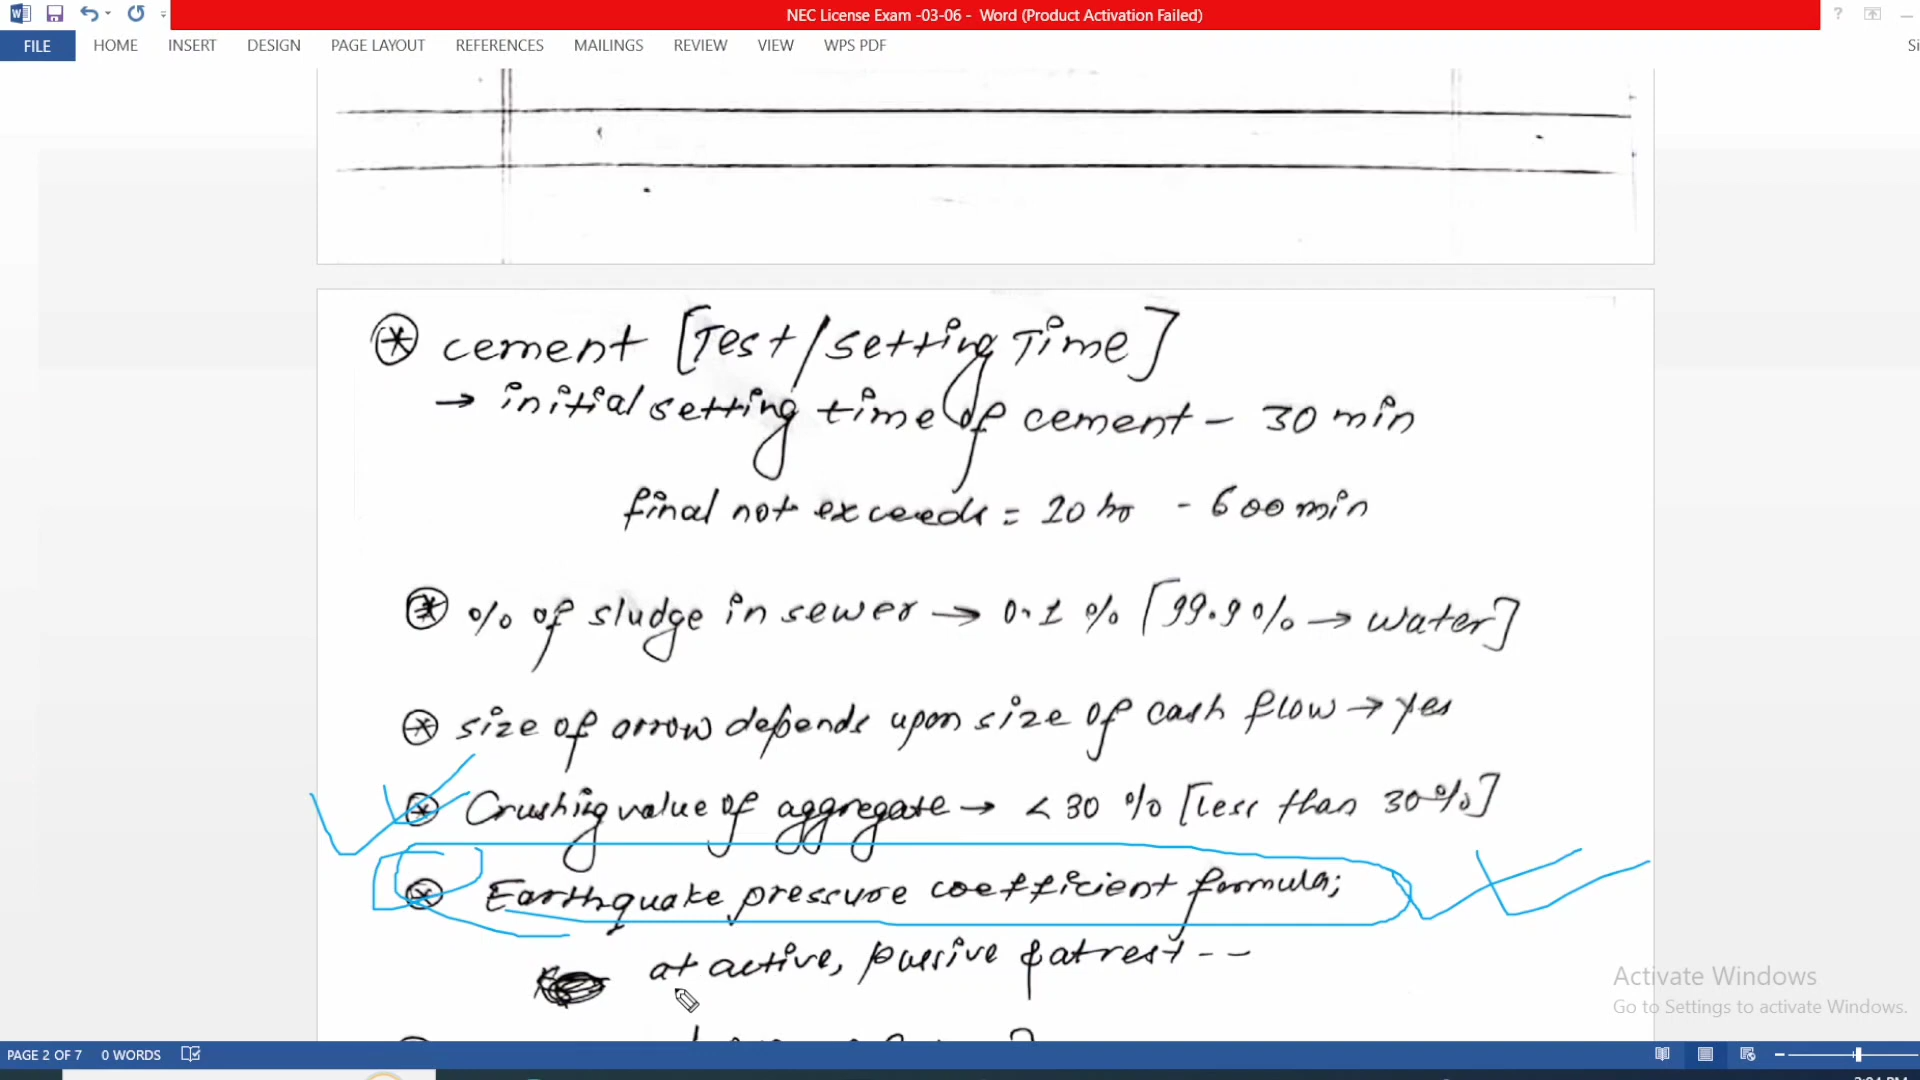 NEC License Exam -03-06 - Word (Product Activation Failed)
FILE HOME INSERT DESIGN PAGE LAYOUT REFERENCES MAILINGS REVIEW VIEW WPS PDF Si
cement [Test/setting Time]
→ initial setting time of cement - 30 min
final not exceeds = 10 hr - 600 min
% of sludge in sewer → 0.1 % [99.9% → water]
size of arrow depends upon size of cash flow → yes
Crushing value of aggregate → < 30 % [less than 30%]
Earthquake pressure coefficient formula;
at active, passive & at rest - -
Activate Windows
Go to Settings to activate Windows.
PAGE 2 OF 7 0 WORDS